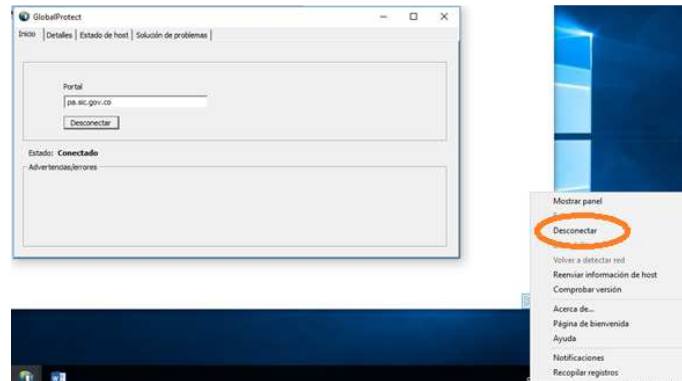 GlobalProtect
Inicio Detalles Estado de host Solución de problemas
Portal
pa.sic.gov.co
Desconectar
Estado: Conectado
Advertencias/errores
Mostrar panel
Desconectar
Volver a detectar red
Reenviar información de host
Comprobar versión
Acerca de...
Página de bienvenida
Ayuda
Notificaciones
Recopilar registros